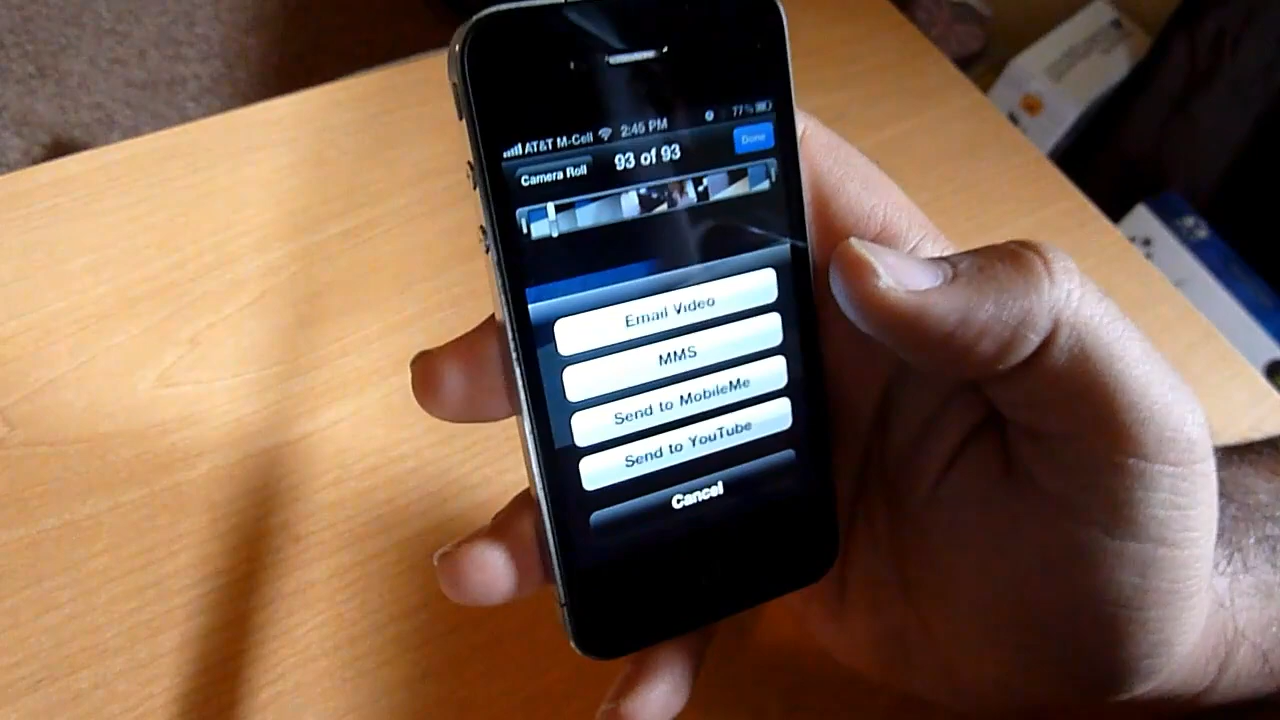 AT&T M-Cell 2:45 PM 77%
Camera Roll 93 of 93 Done
Email Video
MMS
Send to MobileMe
Send to YouTube
Cancel